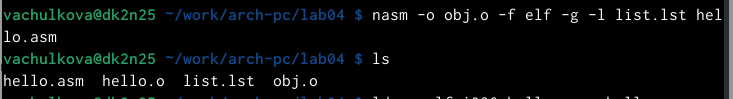 vachulkova@dk2n25 ~/work/arch-pc/lab04 $ nasm -o obj.o -f elf -g -l list.lst hel
lo.asm
vachulkova@dk2n25 ~/work/arch-pc/lab04 $ ls
hello.asm  hello.o  list.lst  obj.o